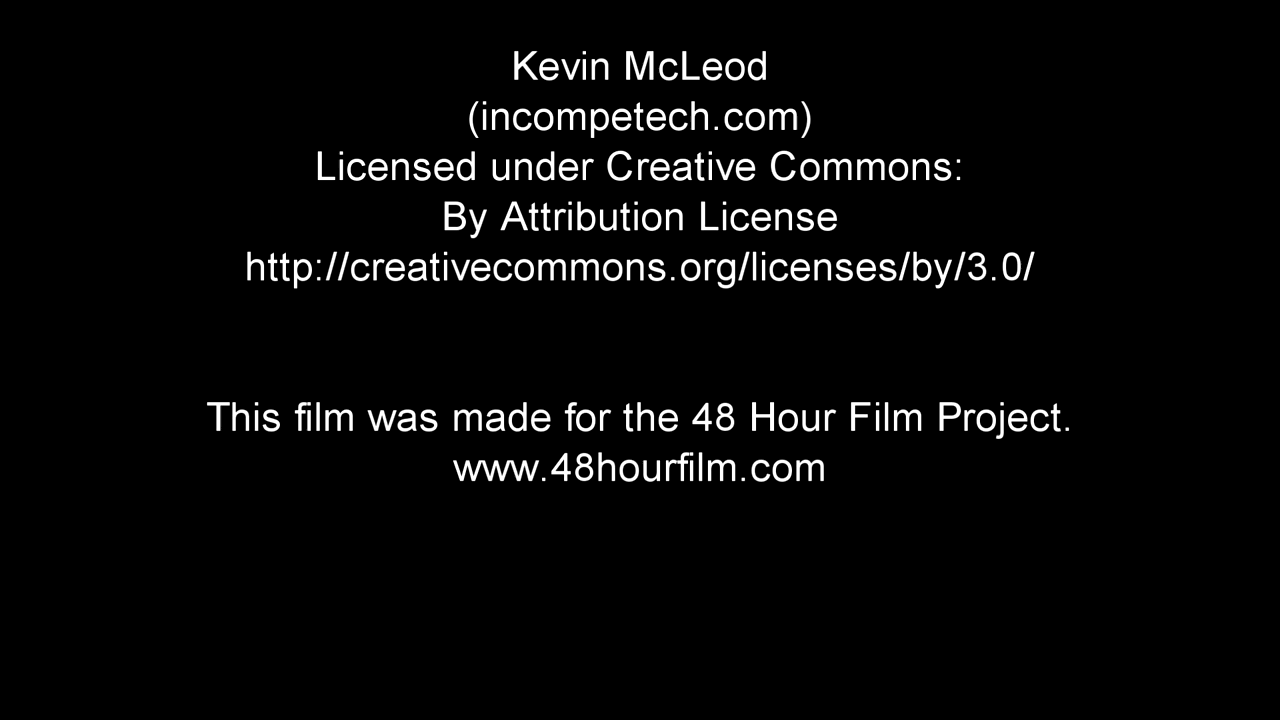 Kevin McLeod
(incompetech.com)
Licensed under Creative Commons:
By Attribution License
http://creativecommons.org/licenses/by/3.0/
This film was made for the 48 Hour Film Project.
www.48hourfilm.com